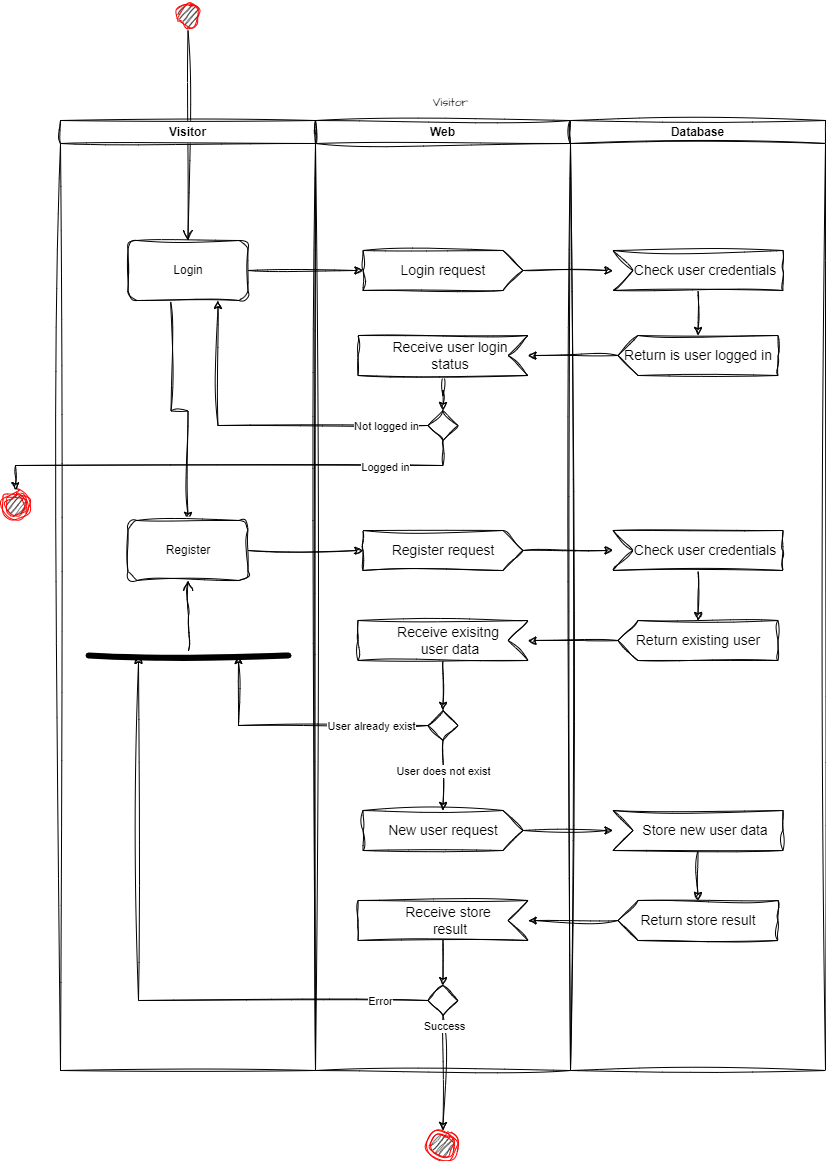 Visitor
Visitor
Web
Database
Login
Login request
Check user credentials
Receive user login
status
Return is user logged in
Not logged in
Logged in
Register
Register request
Check user credentials
Receive exisitng
user data
Return existing user
User already exist
User does not exist
New user request
Store new user data
Receive store
result
Return store result
Error
Success